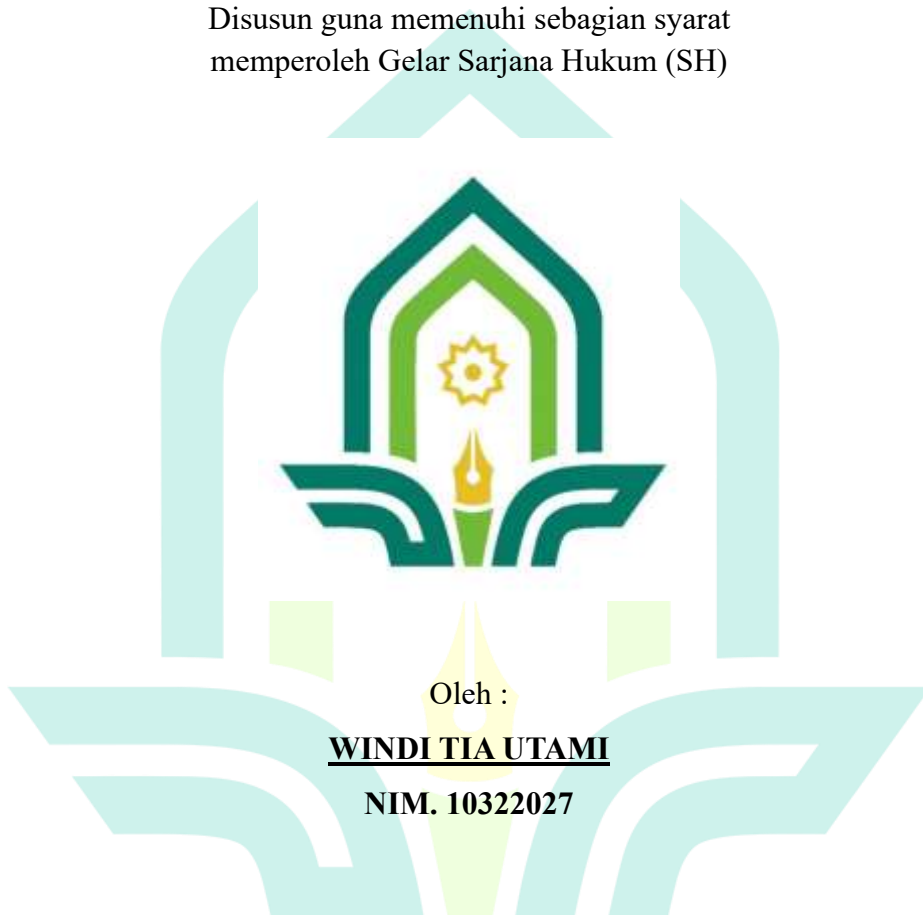 Disusun guna memenuhi sebagian syarat
memperoleh Gelar Sarjana Hukum (SH)
Oleh :
WINDI TIA UTAMI
NIM. 10322027